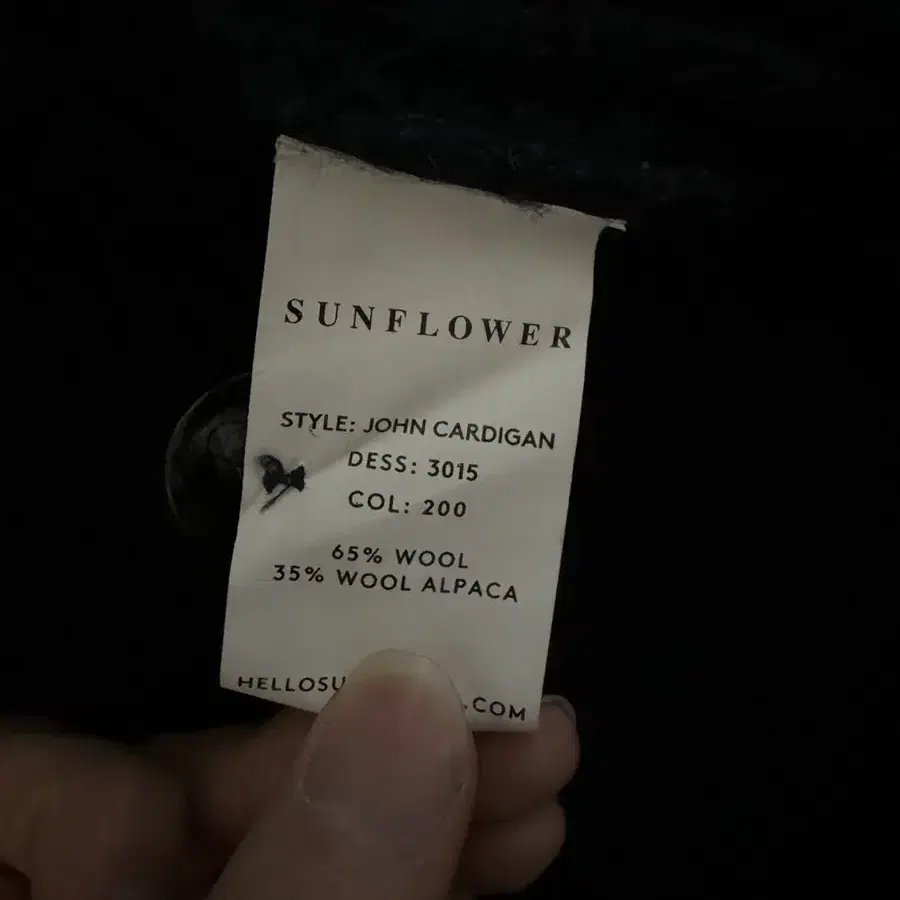 SUNFLOWER
STYLE: JOHN CARDIGAN
DESS: 3015
COL: 200
65% WOOL
35% WOOL ALPACA
.COM